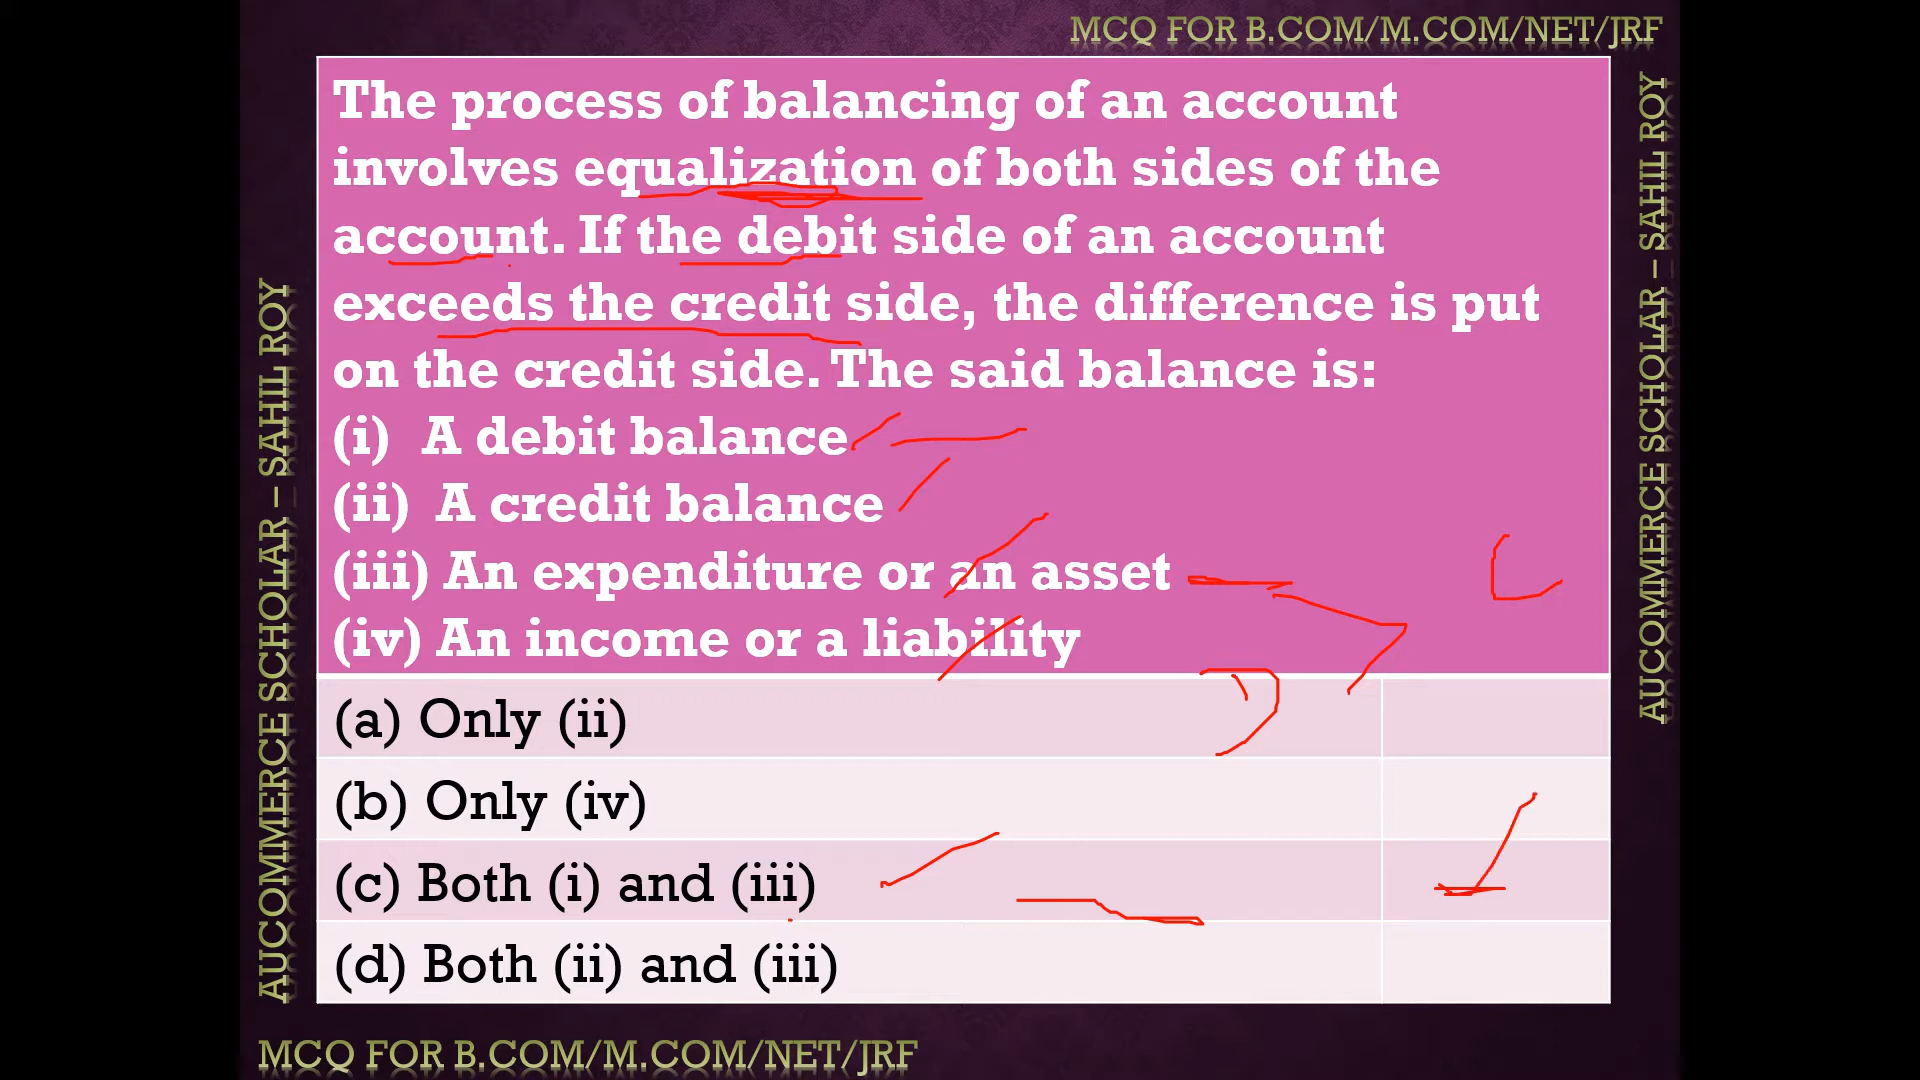 MCQ FOR B.COM/M.COM/NET/JRF
The process of balancing of an account
involves equalization of both sides of the
account. If the debit side of an account
exceeds the credit side, the difference is put
on the credit side. The said balance is:
(i) A debit balance
(ii) A credit balance
(iii) An expenditure or an asset
(iv) An income or a liability
(a) Only (ii)
(b) Only (iv)
(c) Both (i) and (iii)
(d) Both (ii) and (iii)
AUCOMMERCE SCHOLAR – SAHIL ROY
AUCOMMERCE SCHOLAR – SAHIL ROY
MCQ FOR B.COM/M.COM/NET/JRF